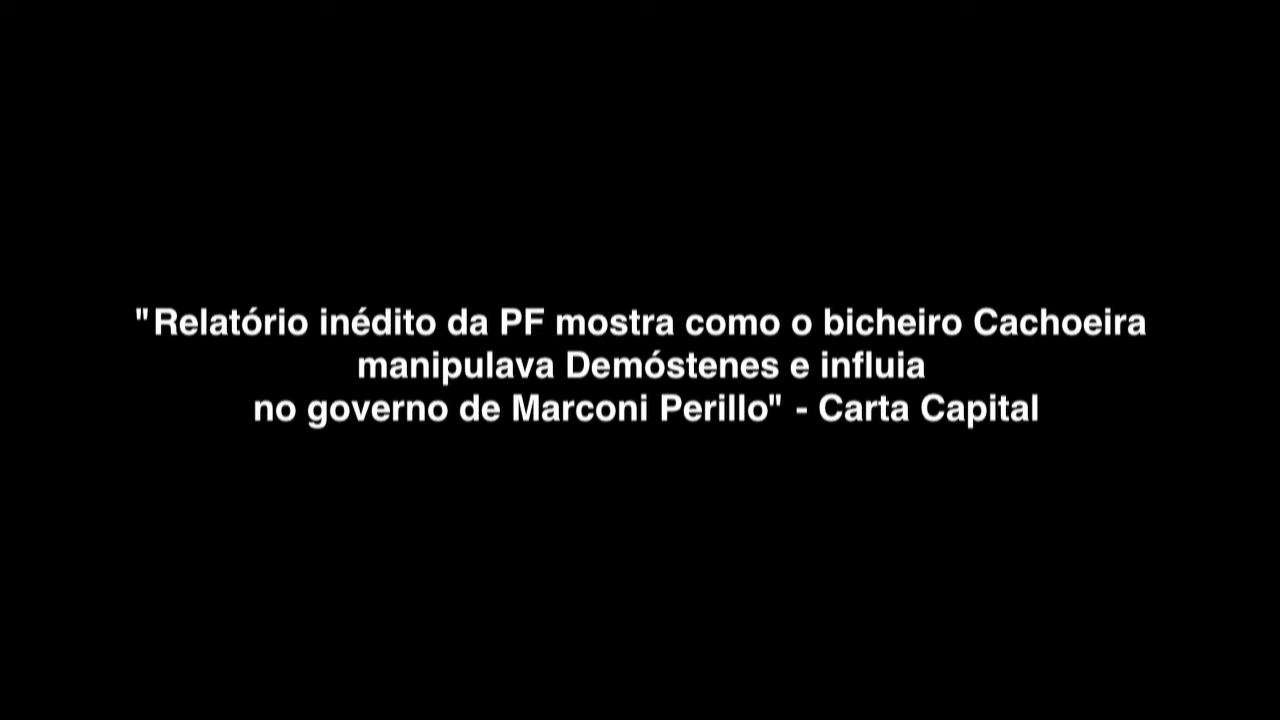 "Relatório inédito da PF mostra como o bicheiro Cachoeira
manipulava Demóstenes e influia
no governo de Marconi Perillo" - Carta Capital